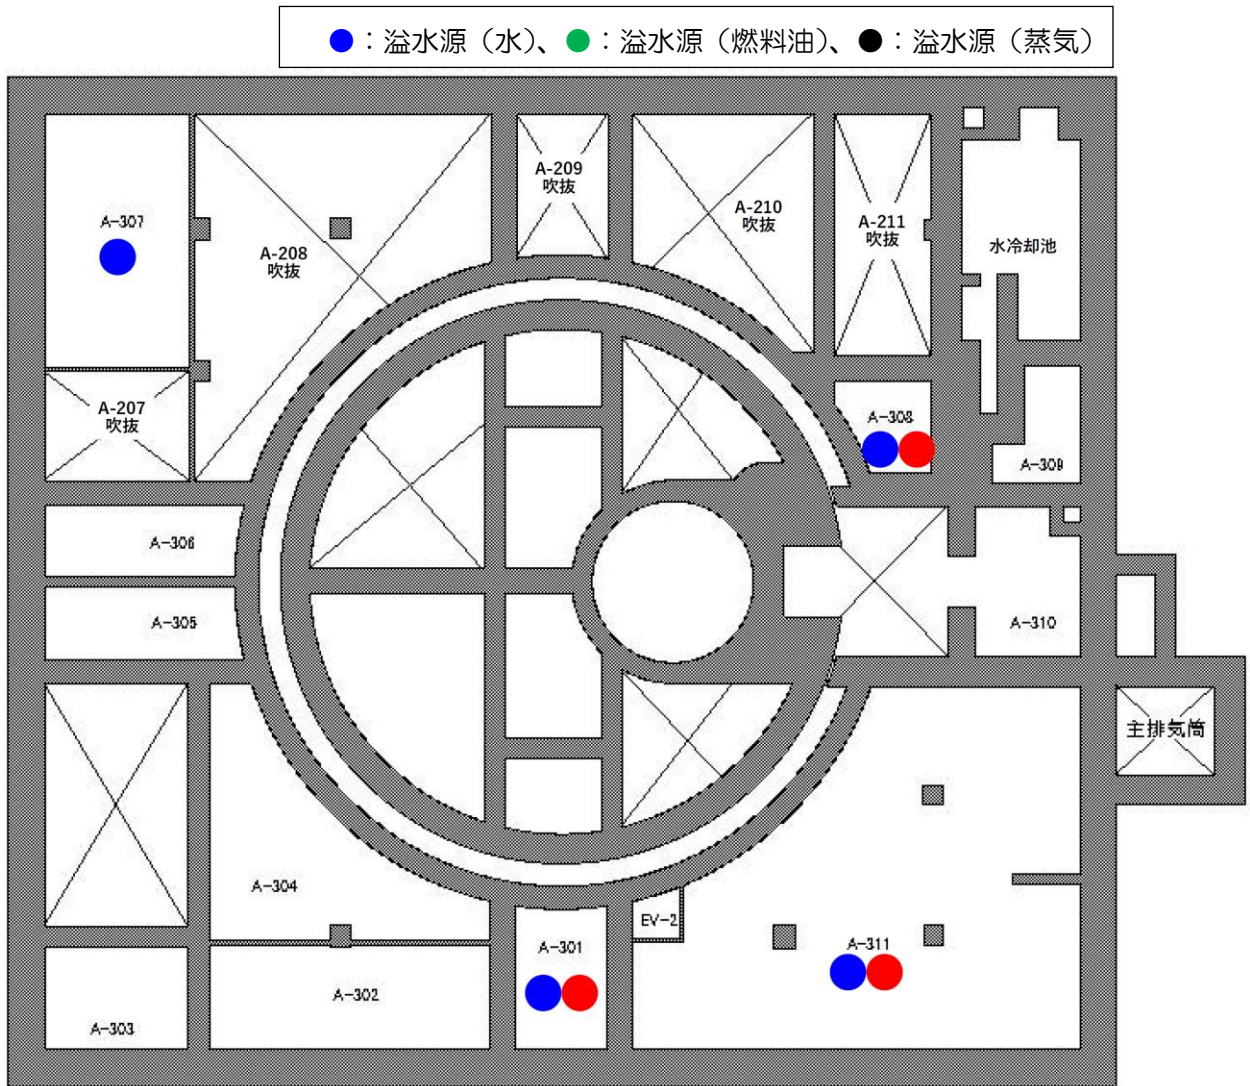 ●：溢水源（水）、●：溢水源（燃料油）、●：溢水源（蒸気）
A-209
吹抜
A-307
A-210
吹抜
A-211
吹抜
A-208
吹抜
水冷却池
A-207
吹抜
A-308
A-309
A-306
A-305
A-310
主排気筒
A-304
EV-2
A-301
A-311
A-302
A-303